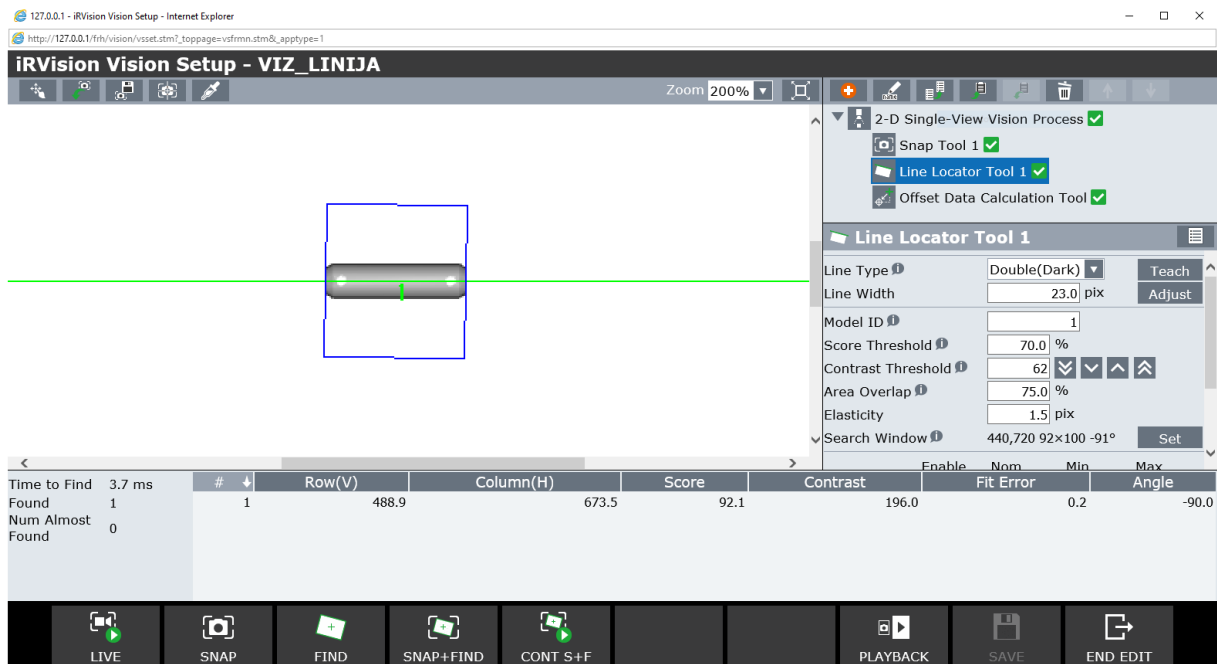 127.0.0.1 - iRVision Vision Setup - Internet Explorer
http://127.0.0.1/frh/vision/vsset.stm?_toppage=vsfrmn.stm&_apptype=1
iRVision Vision Setup - VIZ_LINIJA
Zoom 200%
2-D Single-View Vision Process
Snap Tool 1
Line Locator Tool 1
Offset Data Calculation Tool
Line Locator Tool 1
Line Type Double(Dark) Teach
Line Width 23.0 pix Adjust
Model ID 1
Score Threshold 70.0 %
Contrast Threshold 62
Area Overlap 75.0 %
Elasticity 1.5 pix
Search Window 440,720 92×100 -91° Set
Enable Nom Min Max
Time to Find 3.7 ms
Found 1
Num Almost Found 0
# Row(V) Column(H) Score Contrast Fit Error Angle
1 488.9 673.5 92.1 196.0 0.2 -90.0
LIVE SNAP FIND SNAP+FIND CONT S+F PLAYBACK SAVE END EDIT